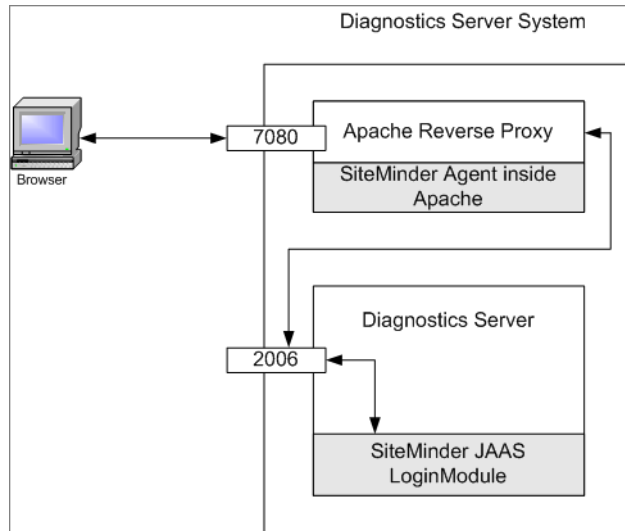 Diagnostics Server System
7080
Apache Reverse Proxy
Browser
SiteMinder Agent inside
Apache
Diagnostics Server
2006
SiteMinder JAAS
LoginModule